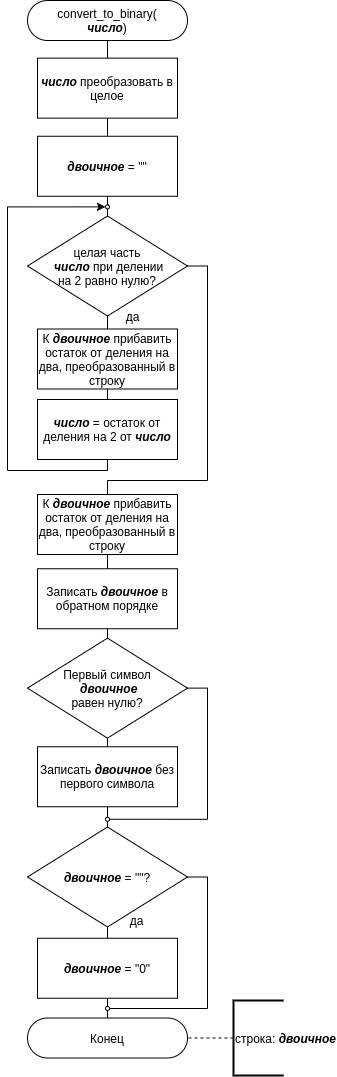 convert_to_binary(
число)
число преобразовать в
целое
двоичное = ""
целая часть
число при делении
на 2 равно нулю?
да
К двоичное прибавить
остаток от деления на
два, преобразованный в
строку
число = остаток от
деления на 2 от число
К двоичное прибавить
остаток от деления на
два, преобразованный в
строку
Записать двоичное в
обратном порядке
Первый символ
двоичное
равен нулю?
Записать двоичное без
первого символа
двоичное = ""?
да
двоичное = "0"
Конец
строка: двоичное